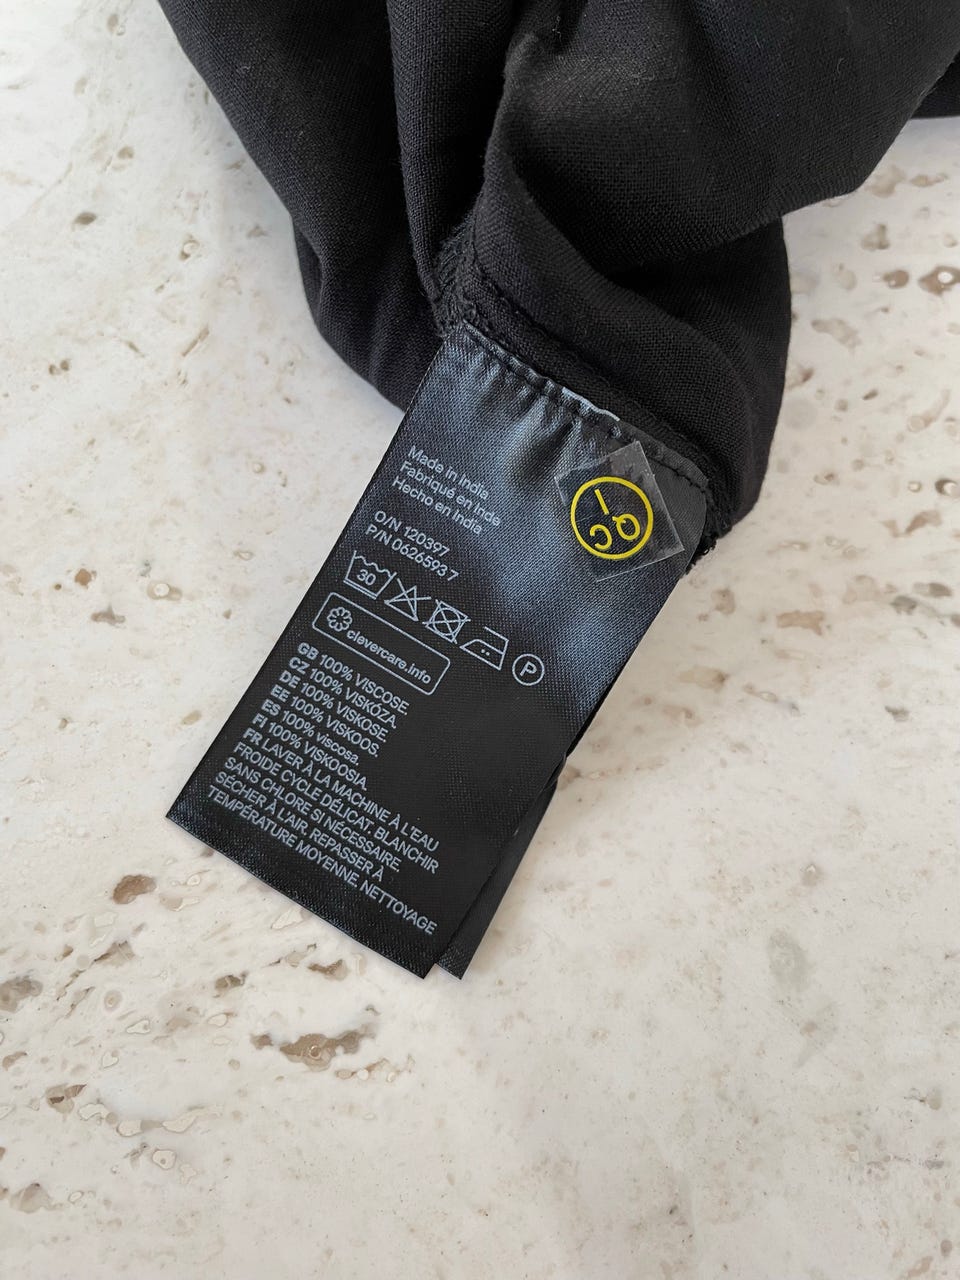 Made in India
Fabriqué en Inde
Hecho en India
O/N 120397
P/N 0626593 7
30
P
clevercare.info
GB 100% VISCOSE.
CZ 100% VISKÓZA.
DE 100% VISKOSE.
EE 100% VISKOOS.
ES 100% viscosa.
FI 100% VISKOOSIA
FR LAVER À LA MACHINE À L'EAU
FROIDE CYCLE DÉLICAT. BLANCHIR
SANS CHLORE SI NÉCESSAIRE.
SÉCHER À L'AIR. REPASSER À
TEMPÉRATURE MOYENNE. NETTOYAGE
QC